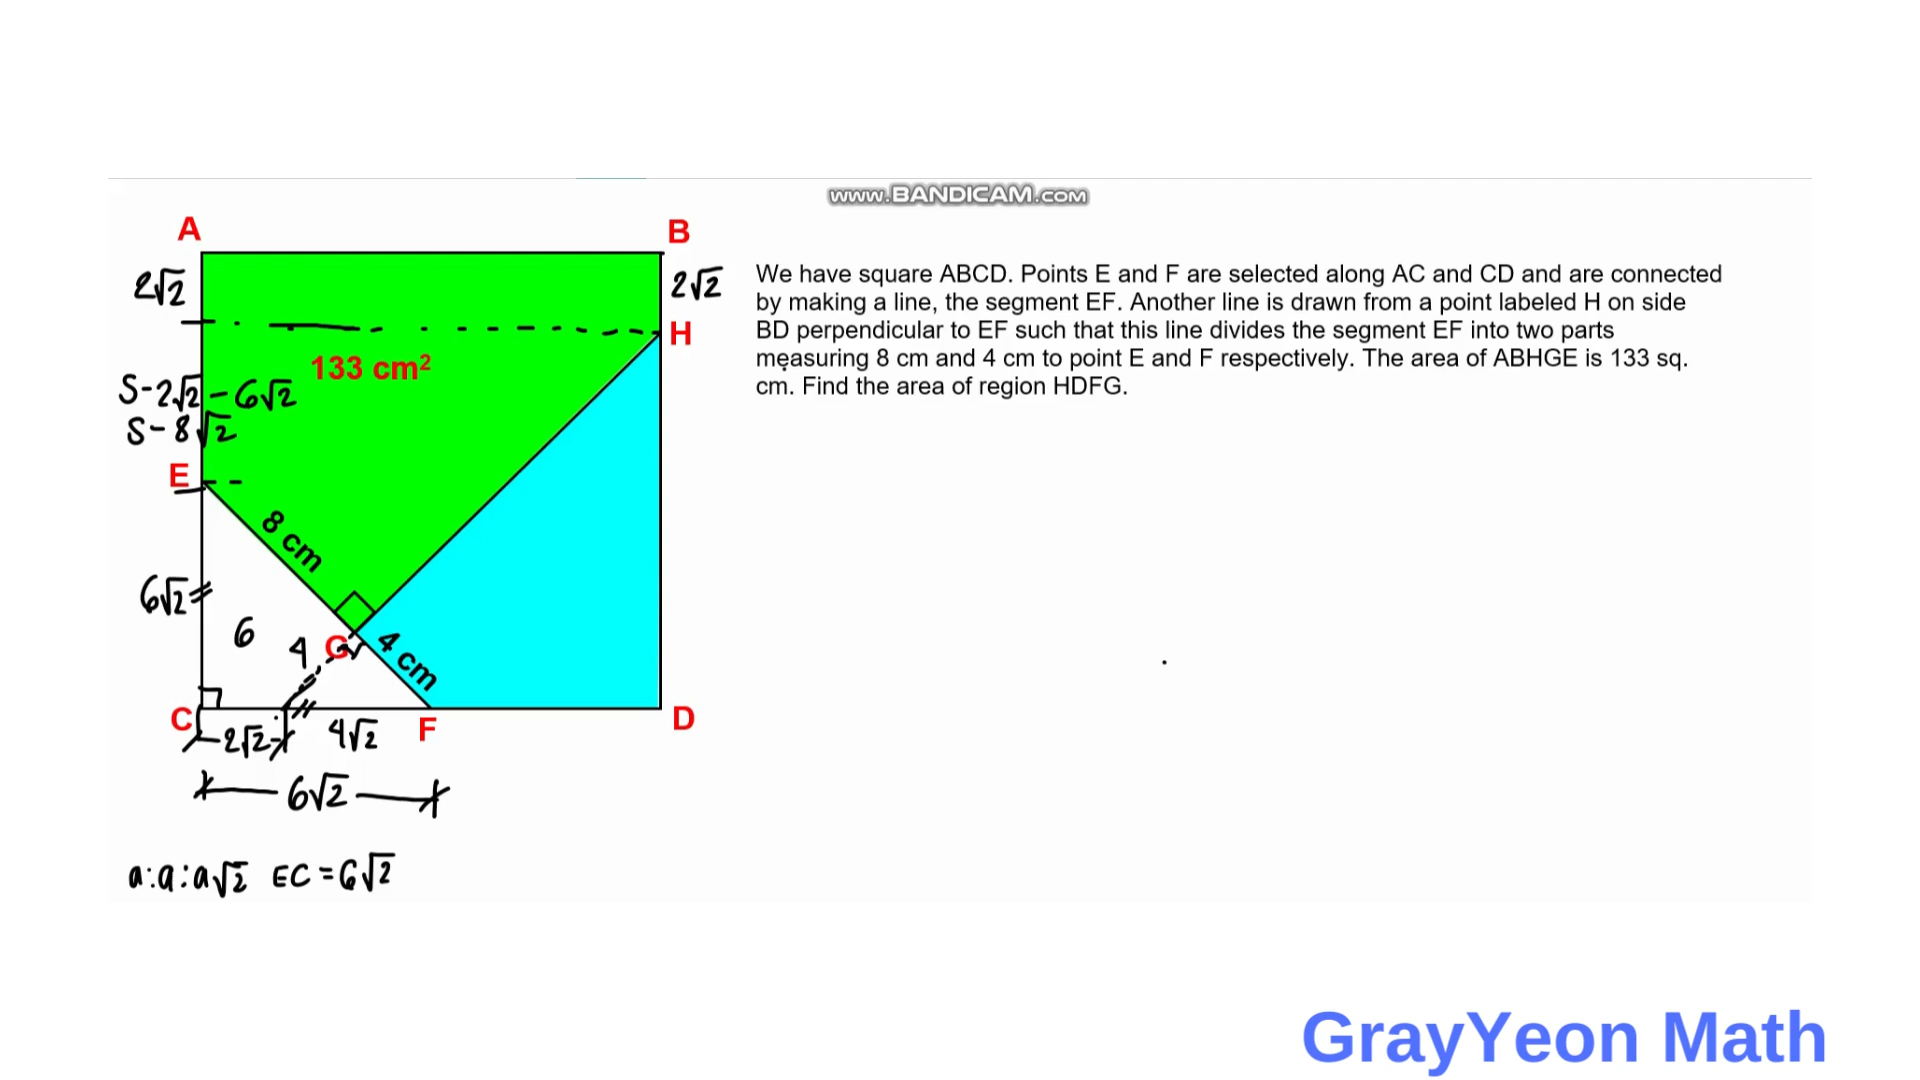 www.BANDICAM.com
A
B
2√2
2√2
We have square ABCD. Points E and F are selected along AC and CD and are connected
by making a line, the segment EF. Another line is drawn from a point labeled H on side
BD perpendicular to EF such that this line divides the segment EF into two parts
measuring 8 cm and 4 cm to point E and F respectively. The area of ABHGE is 133 sq.
cm. Find the area of region HDFG.
H
133 cm²
S-2√2-6√2
S-8√2
E
8 cm
6√2
6
4
G
4 cm
C
F
D
2√2
4√2
6√2
a:a:a√2 EC=6√2
GrayYeon Math